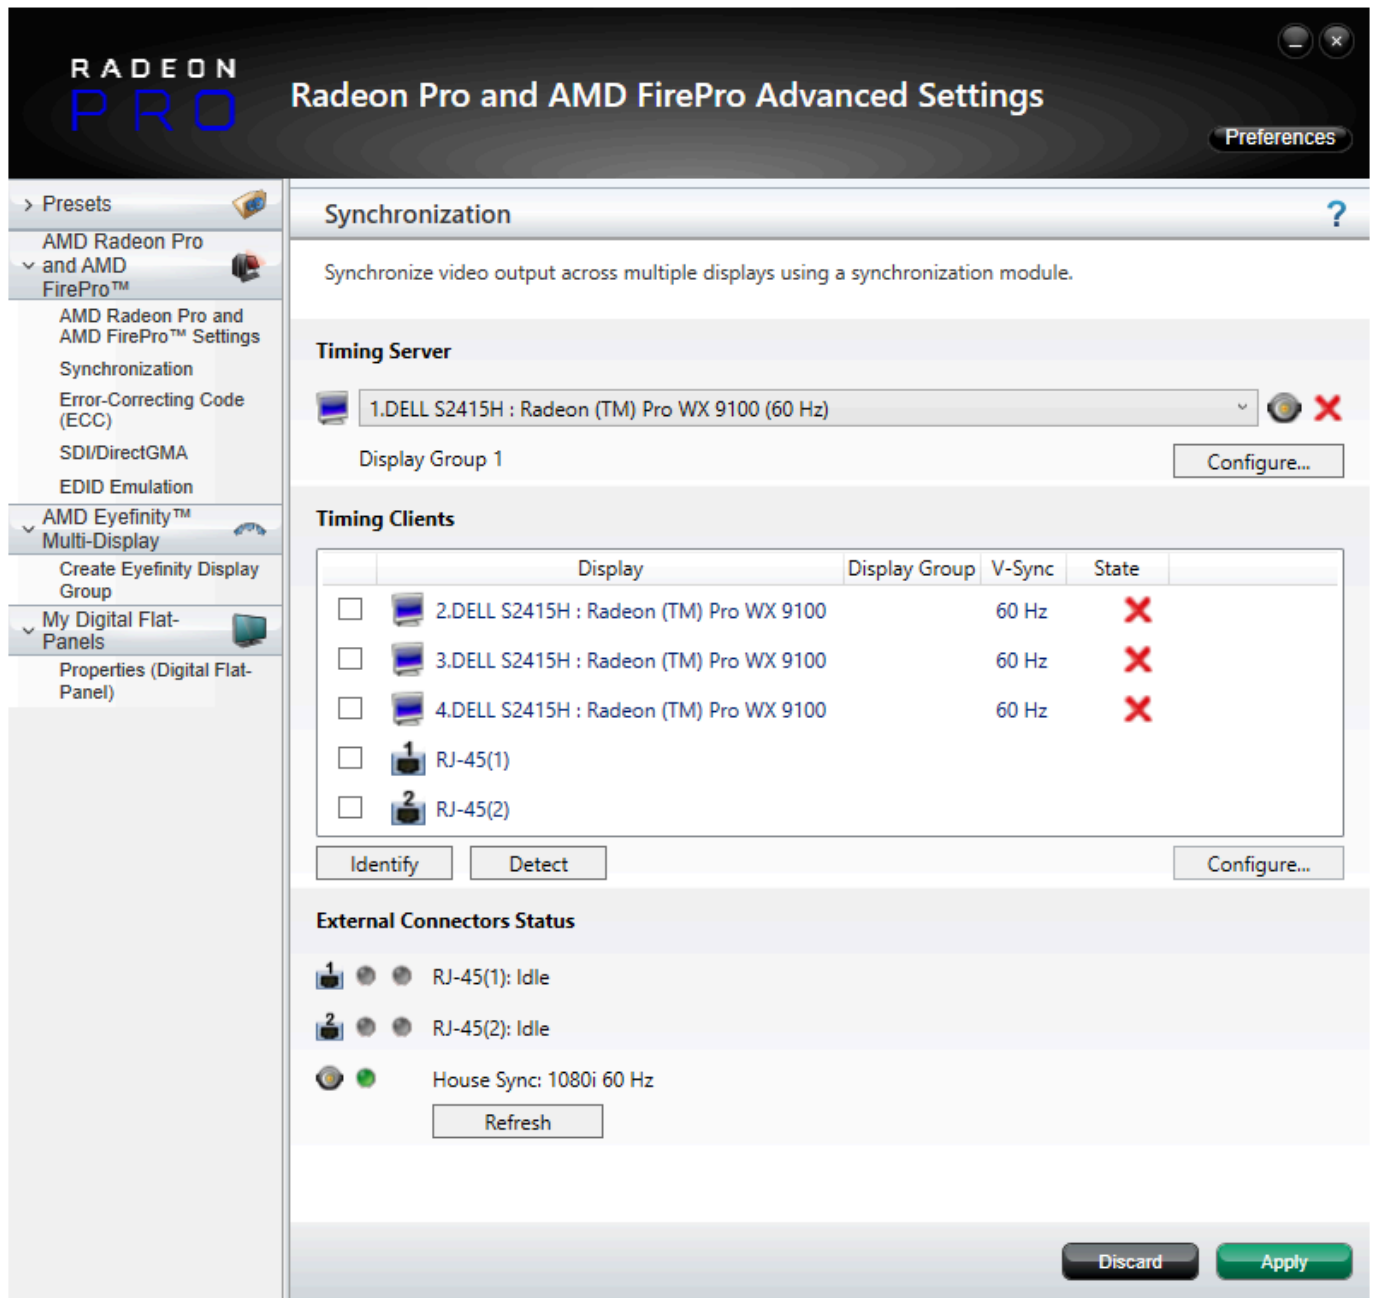 RADEON
PRO
Radeon Pro and AMD FirePro Advanced Settings
Preferences
Presets
AMD Radeon Pro
and AMD
FirePro™
AMD Radeon Pro and
AMD FirePro™ Settings
Synchronization
Error-Correcting Code
(ECC)
SDI/DirectGMA
EDID Emulation
AMD Eyefinity™
Multi-Display
Create Eyefinity Display
Group
My Digital Flat-
Panels
Properties (Digital Flat-
Panel)
Synchronization
?
Synchronize video output across multiple displays using a synchronization module.
Timing Server
1.DELL S2415H : Radeon (TM) Pro WX 9100 (60 Hz)
Display Group 1
Configure...
Timing Clients
Display Display Group V-Sync State
2.DELL S2415H : Radeon (TM) Pro WX 9100 60 Hz
3.DELL S2415H : Radeon (TM) Pro WX 9100 60 Hz
4.DELL S2415H : Radeon (TM) Pro WX 9100 60 Hz
1 RJ-45(1)
2 RJ-45(2)
Identify Detect Configure...
External Connectors Status
1 RJ-45(1): Idle
2 RJ-45(2): Idle
House Sync: 1080i 60 Hz
Refresh
Discard Apply